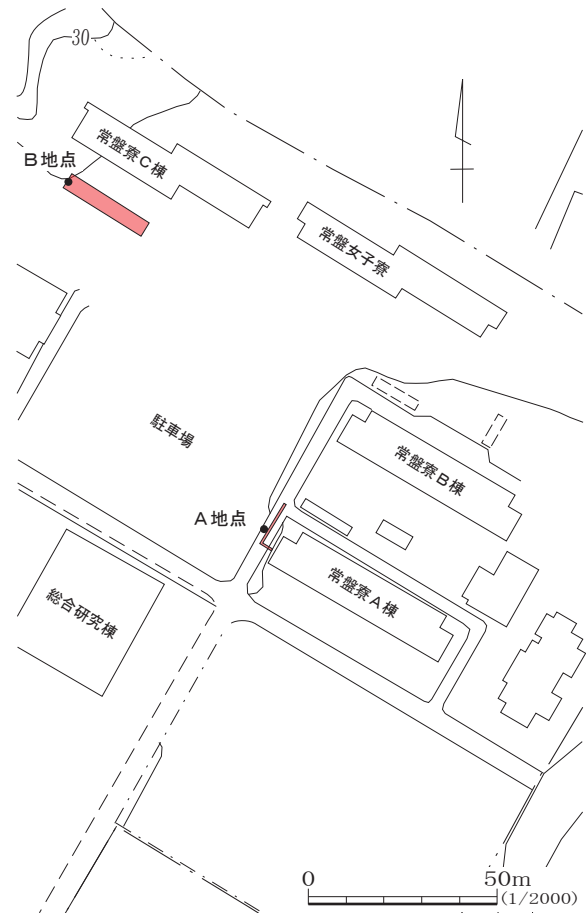 30
常盤寮C棟
B地点
常盤女子寮
駐車場
常盤寮B棟
A地点
常盤寮A棟
総合研究棟
0 50m
(1/2000)